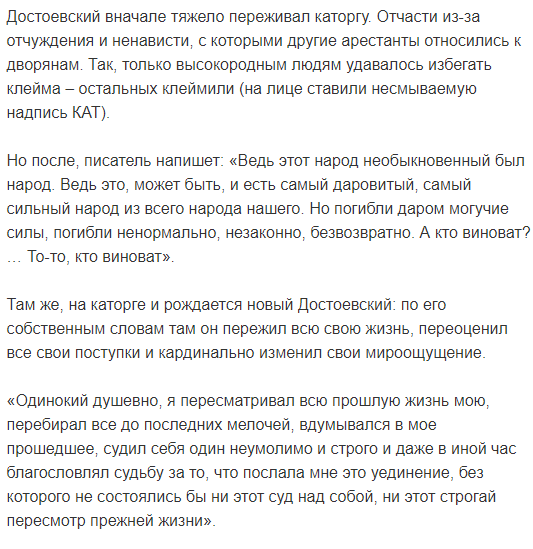 Достоевский вначале тяжело переживал каторгу. Отчасти из-за
отчуждения и ненависти, с которыми другие арестанты относились к
дворянам. Так, только высокородным людям удавалось избегать
клейма – остальных клеймили (на лице ставили несмываемую
надпись КАТ).
Но после, писатель напишет: «Ведь этот народ необыкновенный был
народ. Ведь это, может быть, и есть самый даровитый, самый
сильный народ из всего народа нашего. Но погибли даром могучие
силы, погибли ненормально, незаконно, безвозвратно. А кто виноват?
… То-то, кто виноват».
Там же, на каторге и рождается новый Достоевский: по его
собственным словам там он пережил всю свою жизнь, переоценил
все свои поступки и кардинально изменил свои мироощущение.
«Одинокий душевно, я пересматривал всю прошлую жизнь мою,
перебирал все до последних мелочей, вдумывался в мое
прошедшее, судил себя один неумолимо и строго и даже в иной час
благословлял судьбу за то, что послала мне это уединение, без
которого не состоялись бы ни этот суд над собой, ни этот строгай
пересмотр прежней жизни».